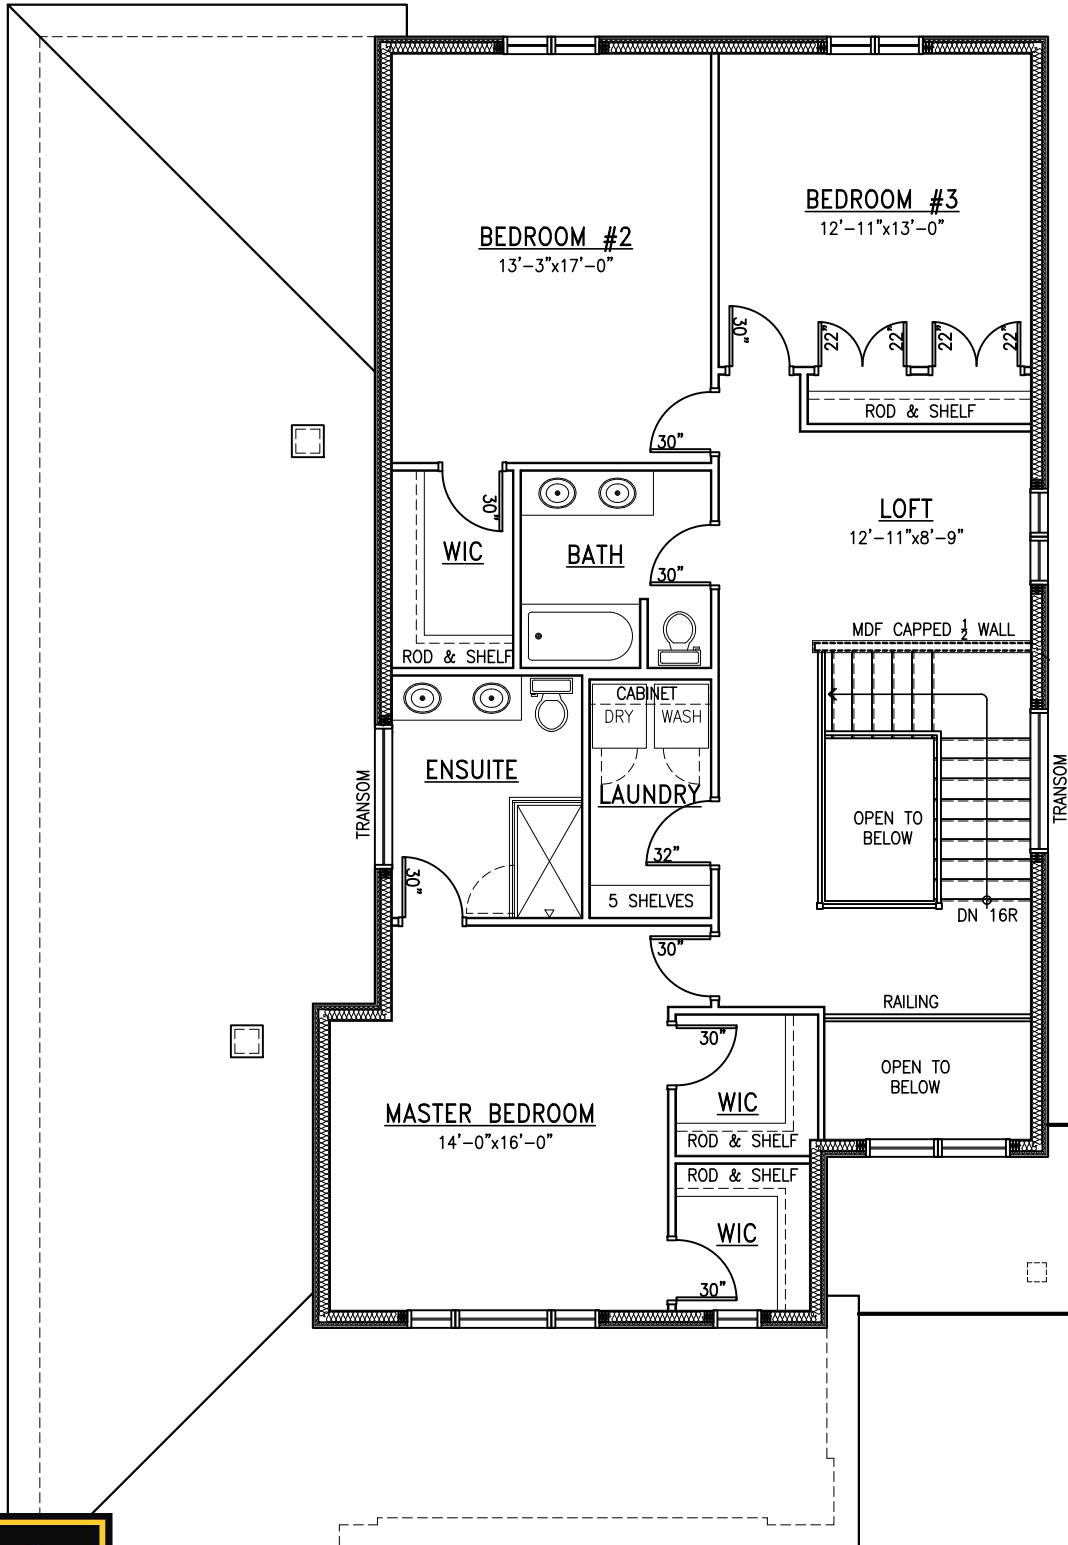 BEDROOM #3
12'-11"x13'-0"
BEDROOM #2
13'-3"x17'-0"
30"
22"
22"
22"
22"
ROD & SHELF
30"
30"
LOFT
12'-11"x8'-9"
WIC
BATH
30"
MDF CAPPED ½ WALL
ROD & SHELF
CABINET
DRY
WASH
ENSUITE
LAUNDRY
TRANSOM
TRANSOM
OPEN TO
BELOW
32"
30"
5 SHELVES
DN 16R
30"
RAILING
30"
OPEN TO
BELOW
WIC
MASTER BEDROOM
14'-0"x16'-0"
ROD & SHELF
ROD & SHELF
WIC
30"